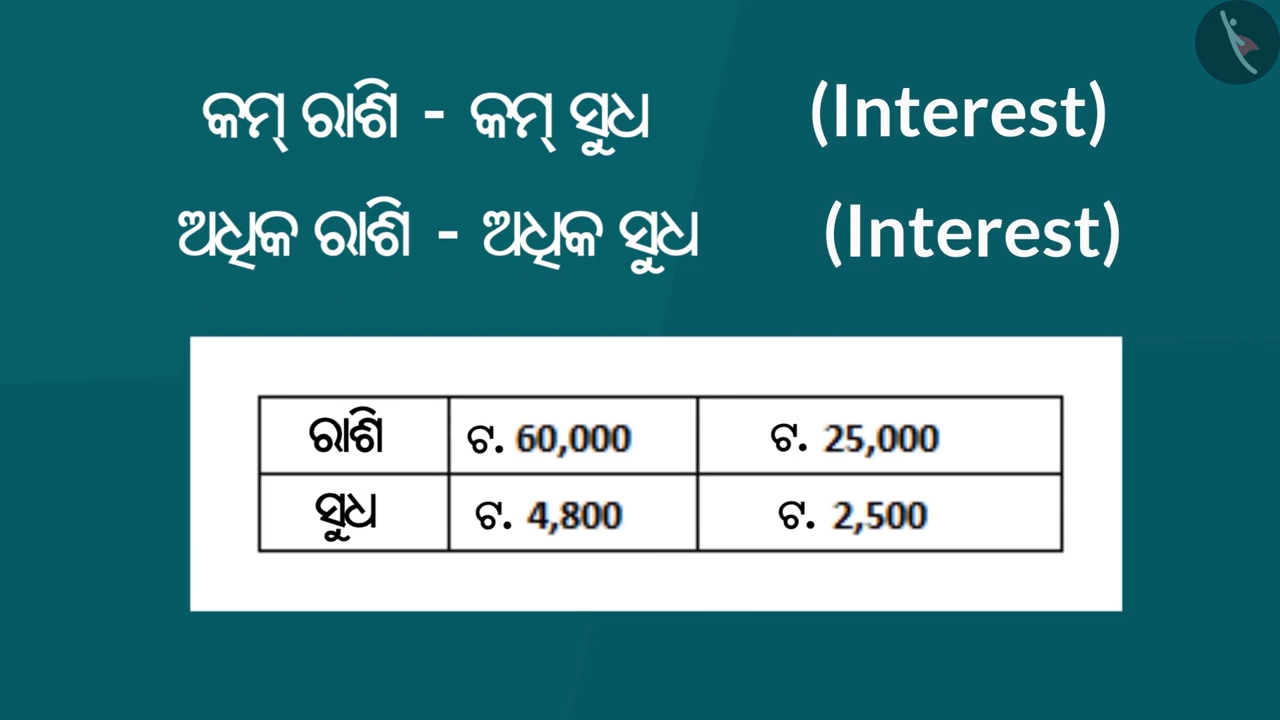 କମ୍ ରାଶି - କମ୍ ସୁଧ (Interest)
ଅଧିକ ରାଶି - ଅଧିକ ସୁଧ (Interest)
ରାଶି ଟ. 60,000 ଟ. 25,000
ସୁଧ ଟ. 4,800 ଟ. 2,500